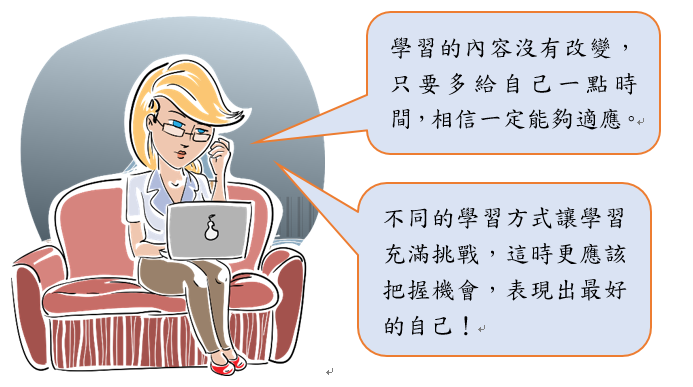 學習的內容沒有改變，
只要多給自己一點時
間，相信一定能夠適應。
不同的學習方式讓學習
充滿挑戰，這時更應該
把握機會，表現出最好
的自己！